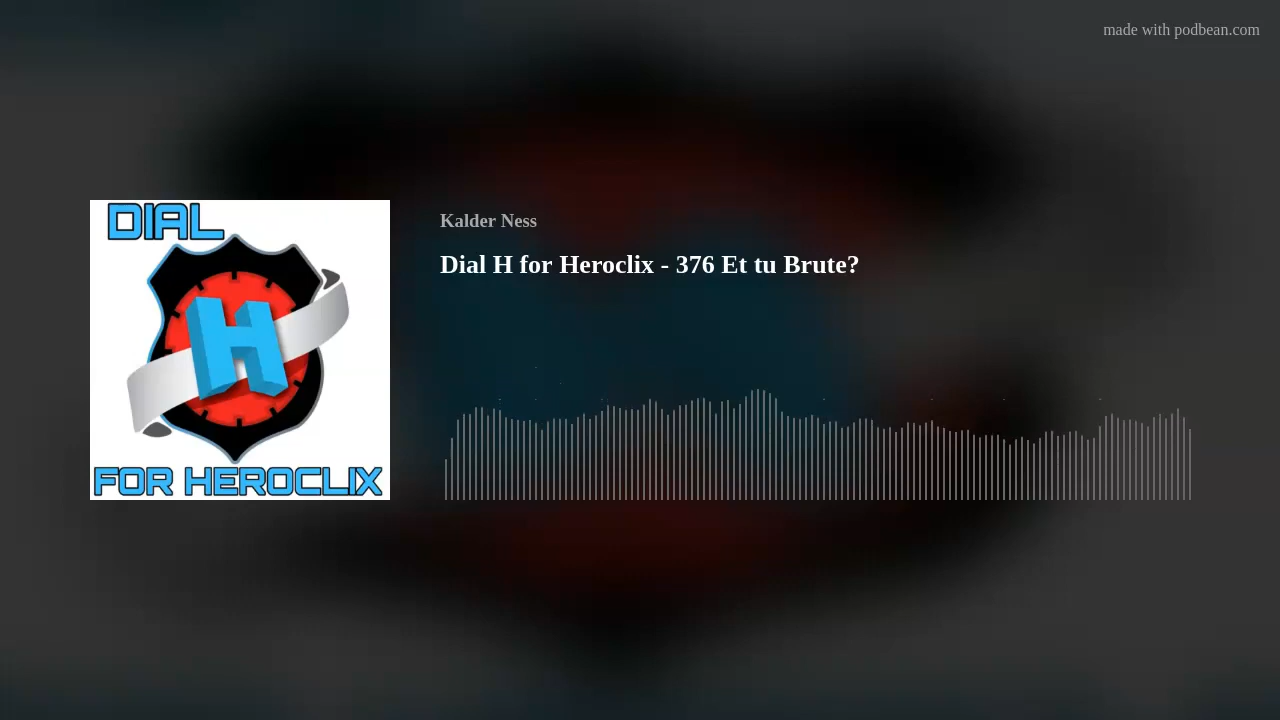 made with podbean.com
DIAL
H
FOR HEROCLIX
Kalder Ness
Dial H for Heroclix - 376 Et tu Brute?